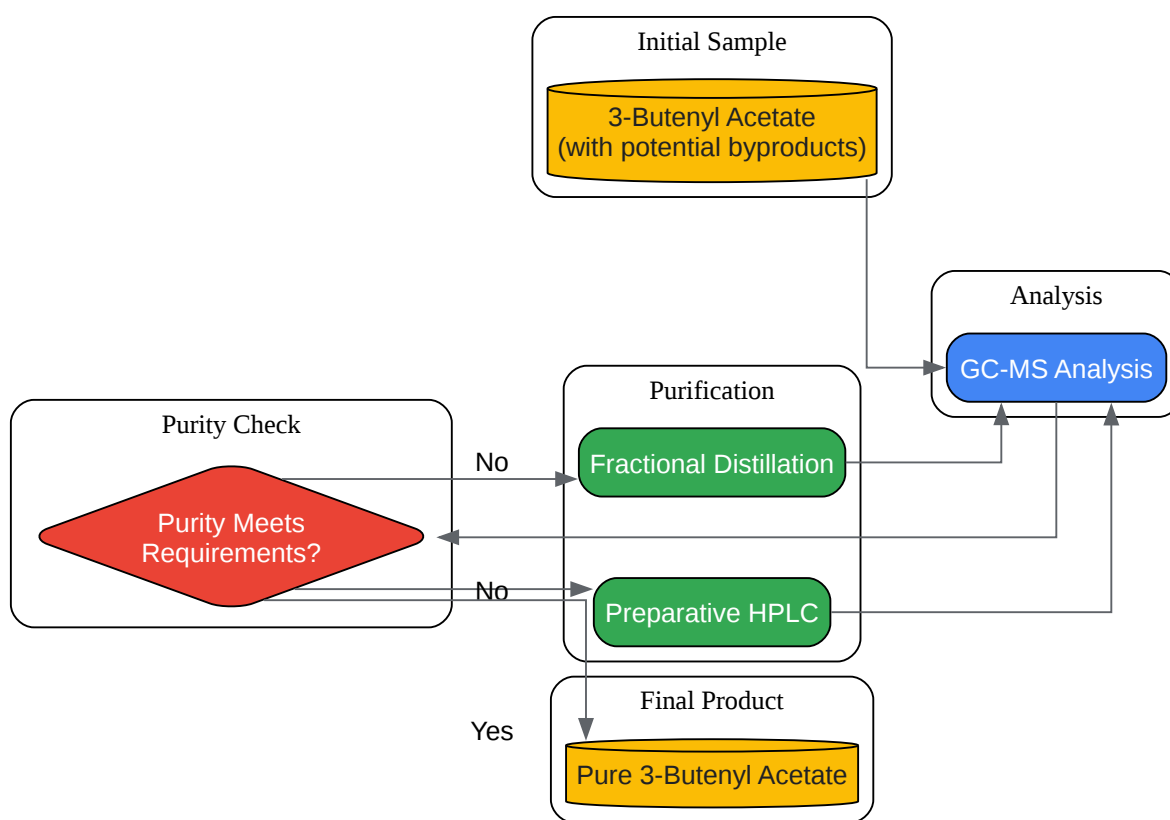 Initial Sample
3-Butenyl Acetate
(with potential byproducts)
Analysis
GC-MS Analysis
Purification
Fractional Distillation
Preparative HPLC
Purity Check
Purity Meets
Requirements?
No
No
Yes
Final Product
Pure 3-Butenyl Acetate